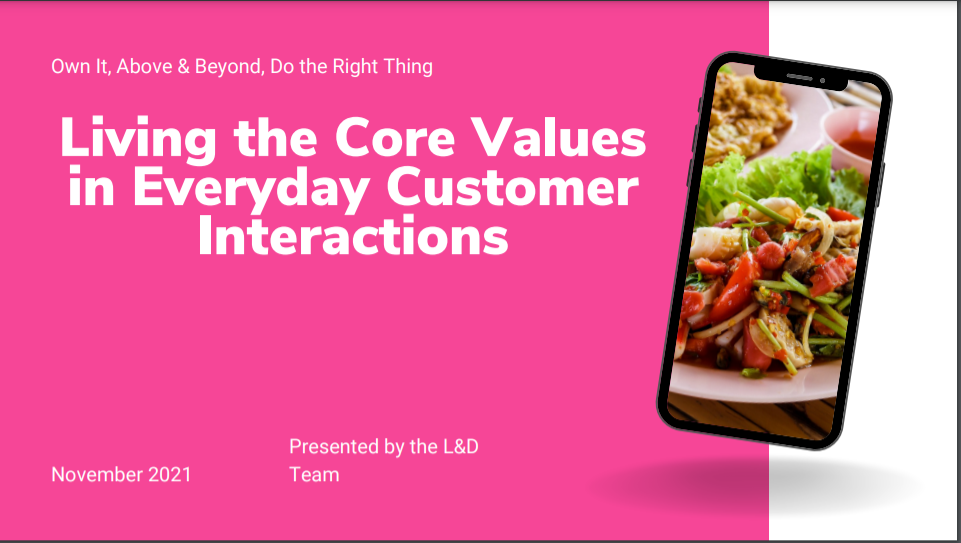 Own It, Above & Beyond, Do the Right Thing
Living the Core Values
in Everyday Customer
Interactions
Presented by the L&D
Team
November 2021